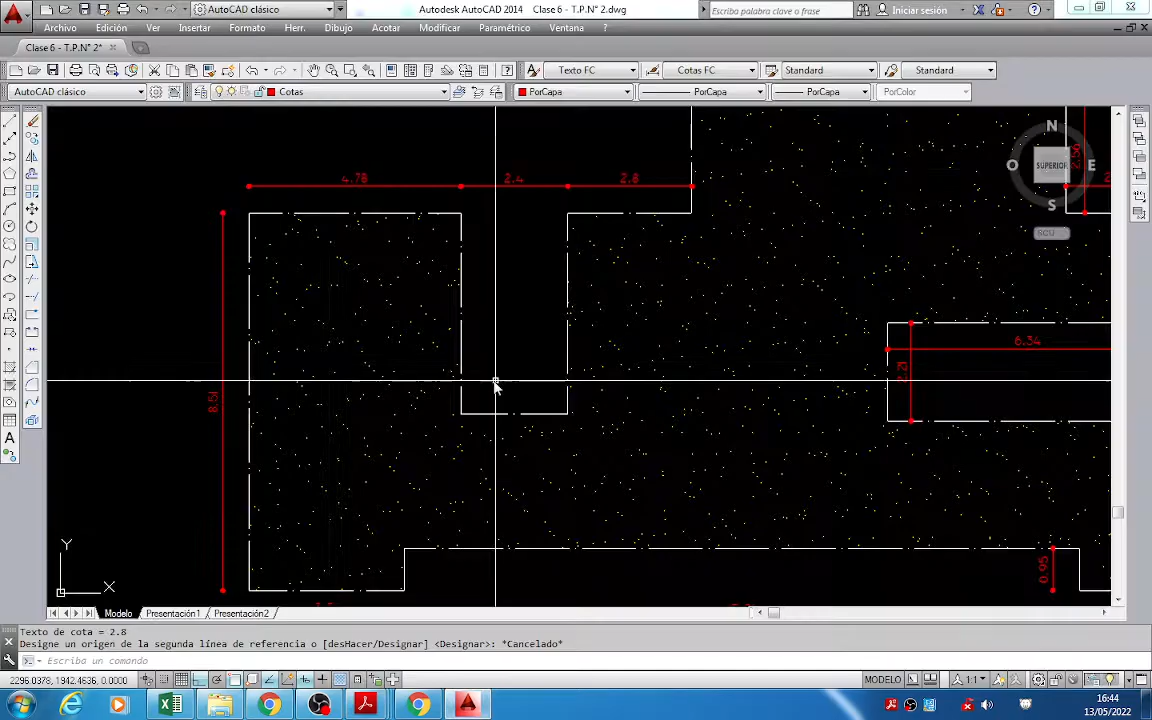 AutoCAD clásico
Autodesk AutoCAD 2014 Clase 6 - T.P.N° 2.dwg
Escriba palabra clave o frase
Iniciar sesión
Archivo Edición Ver Insertar Formato Herr. Dibujo Acotar Modificar Paramétrico Ventana ?
Clase 6 - T.P.N° 2*
Texto FC
Cotas FC
Standard
Standard
AutoCAD clásico
Cotas
PorCapa
PorCapa
PorCapa
PorColor
N
O SUPERIOR E
S
SCU
4.78
2.4
2.8
8.51
6.34
2.21
0.95
Y
X
Modelo Presentación1 Presentación2
Texto de cota = 2.8
Designe un origen de la segunda línea de referencia o [desHacer/Designar] <Designar>: *Cancelado*
Escriba un comando
2296.0378, 1942.4636, 0.0000
MODELO
1:1
16:44
13/05/2022